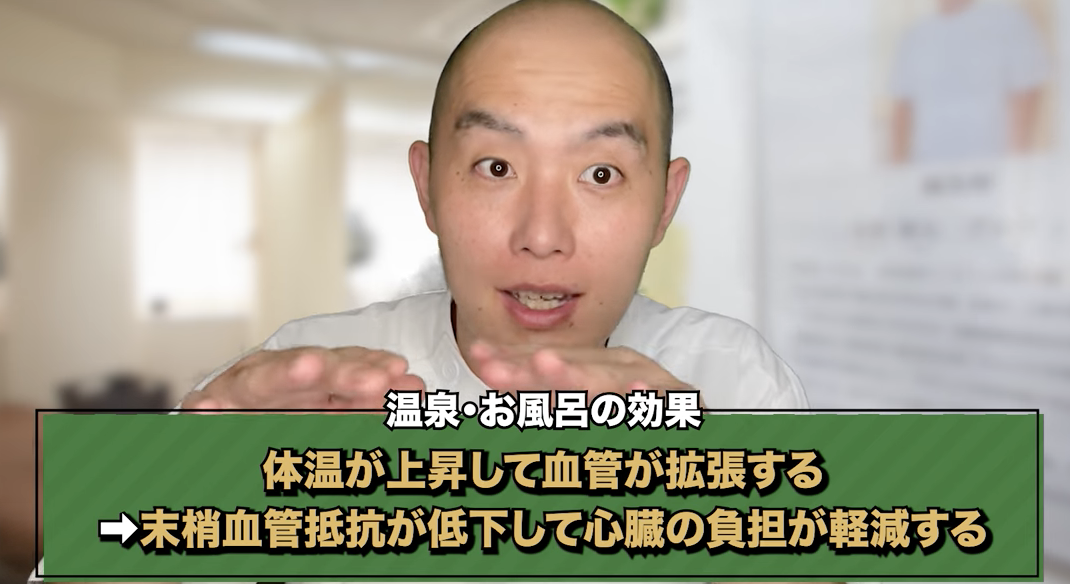 温泉・お風呂の効果
体温が上昇して血管が拡張する
➡末梢血管抵抗が低下して心臓の負担が軽減する